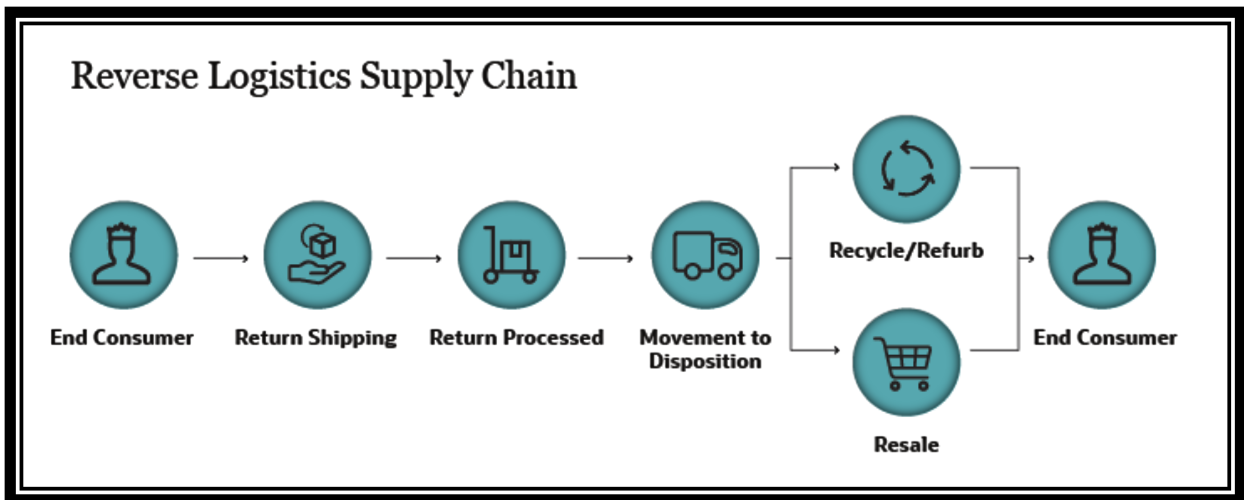 Reverse Logistics Supply Chain
End Consumer
Return Shipping
Return Processed
Movement to
Disposition
Recycle/Refurb
Resale
End Consumer